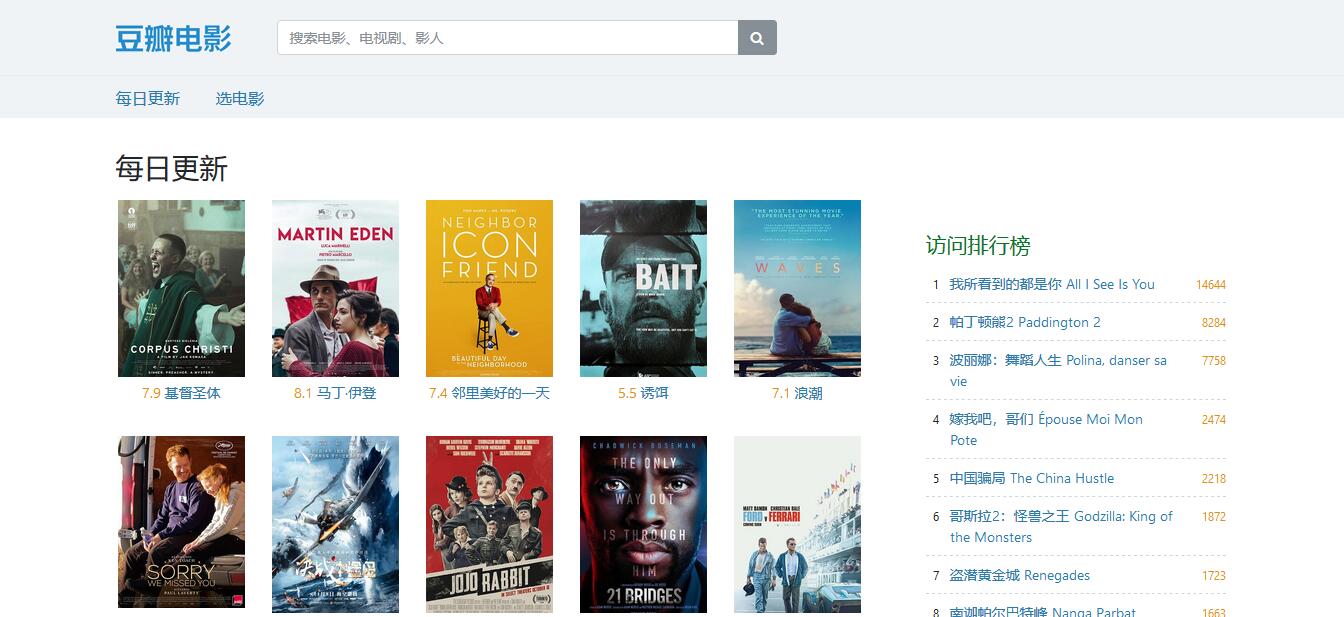 豆瓣电影
搜索电影、电视剧、影人
每日更新 选电影
每日更新
CORPUS CHRISTI
A FILM BY JAN KOMASA
SINNER. PREACHER. A MYSTERY.
7.9 基督圣体
MARTIN EDEN
LUCA MARINELLI
PIETRO MARCELLO
8.1 马丁·伊登
NEIGHBOR
ICON
FRIEND
A BEAUTIFUL DAY
IN THE NEIGHBORHOOD
7.4 邻里美好的一天
BAIT
5.5 诱饵
"THE MOST STUNNING MOVIE
EXPERIENCE OF THE YEAR."
WAVES
7.1 浪潮
SORRY
WE MISSED YOU
PAUL LAVERTY
JOJO RABBIT
CHADWICK BOSEMAN
THE ONLY
WAY OUT
IS THROUGH
HIM
21 BRIDGES
MATT DAMON CHRISTIAN BALE
FORD v FERRARI
COMING SOON
访问排行榜
1 我所看到的都是你 All I See Is You 14644
2 帕丁顿熊2 Paddington 2 8284
3 波丽娜：舞蹈人生 Polina, danser sa 7758
vie
4 嫁我吧，哥们 Épouse Moi Mon 2474
Pote
5 中国骗局 The China Hustle 2218
6 哥斯拉2：怪兽之王 Godzilla: King of 1872
the Monsters
7 盗潜黄金城 Renegades 1723
8 南迦帕尔巴特峰 Nanga Parbat 1663